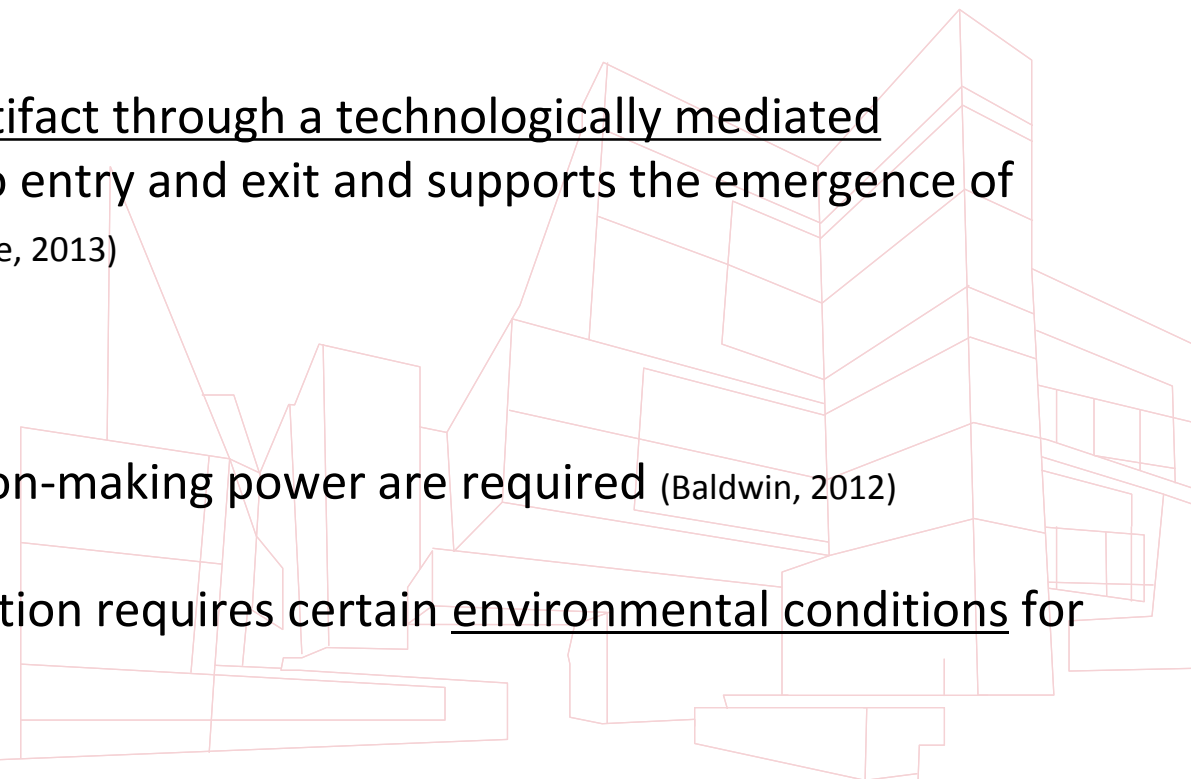 tifact through a technologically mediated
o entry and exit and supports the emergence of
e, 2013)
on-making power are required (Baldwin, 2012)
tion requires certain environmental conditions for